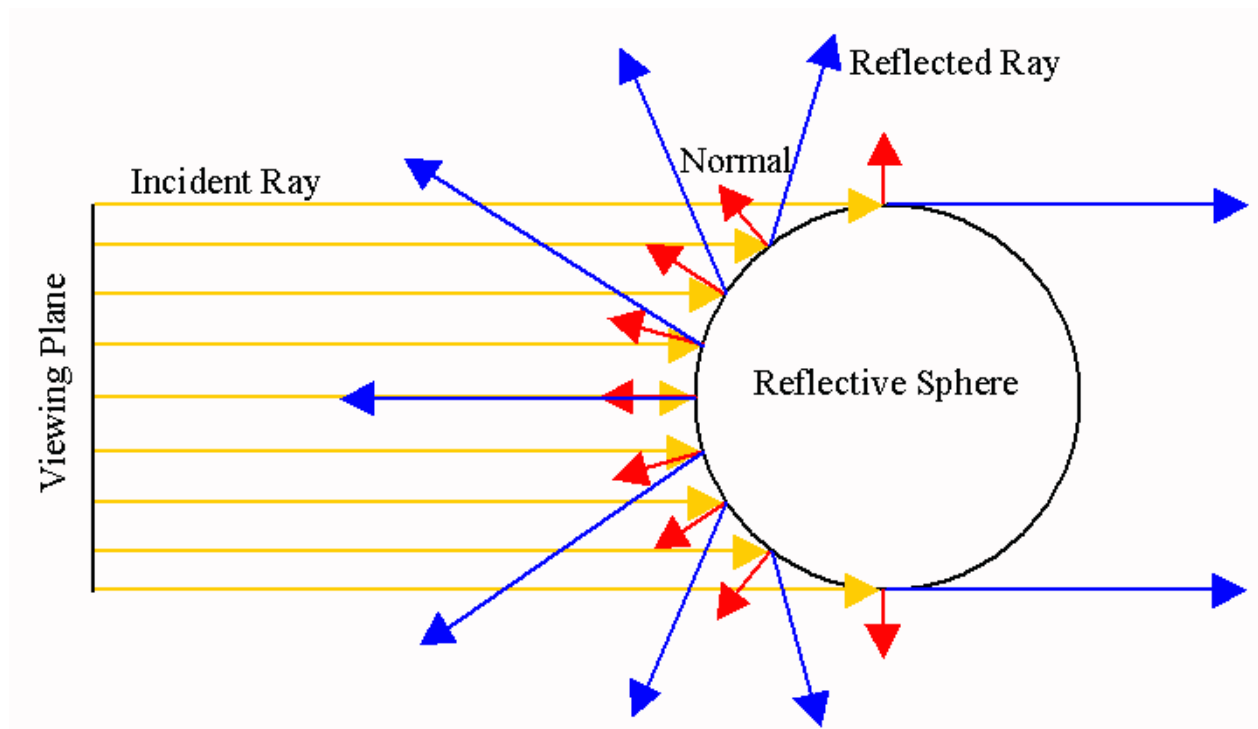 Reflected Ray
Normal
Incident Ray
Viewing Plane
Reflective Sphere